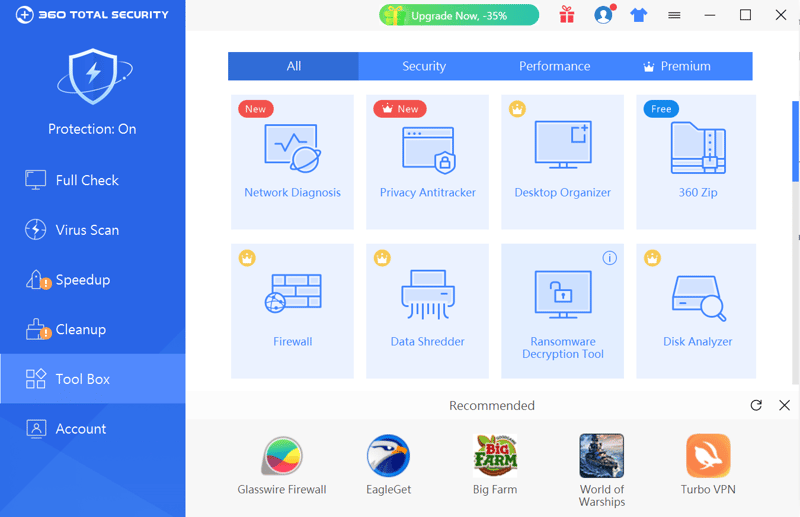 360 TOTAL SECURITY
Upgrade Now, -35%
Protection: On
Full Check
Virus Scan
Speedup
Cleanup
Tool Box
Account
All
Security
Performance
Premium
New
Network Diagnosis
New
Privacy Antitracker
Desktop Organizer
Free
360 Zip
Firewall
Data Shredder
Ransomware
Decryption Tool
Disk Analyzer
Recommended
Glasswire Firewall
EagleGet
BIG
FARM
Big Farm
World of
Warships
Turbo VPN